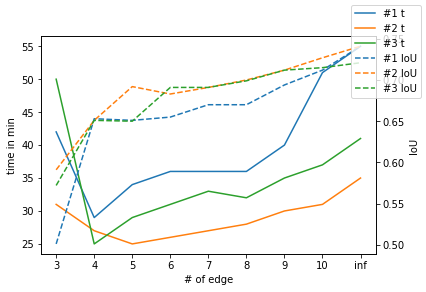 #1 t
#2 t
#3 t
#1 IoU
#2 IoU
#3 IoU
time in min
55
50
45
40
35
30
25
3 4 5 6 7 8 9 10 inf
# of edge
0.65
0.60
0.55
0.50
IoU